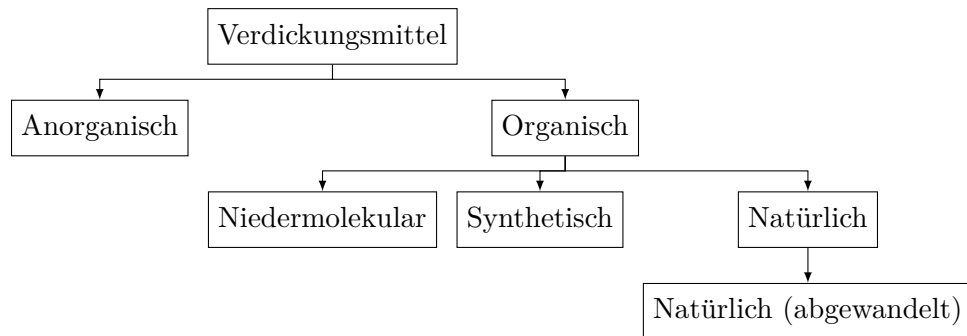 Verdickungsmittel
Anorganisch
Organisch
Niedermolekular
Synthetisch
Natürlich
Natürlich (abgewandelt)